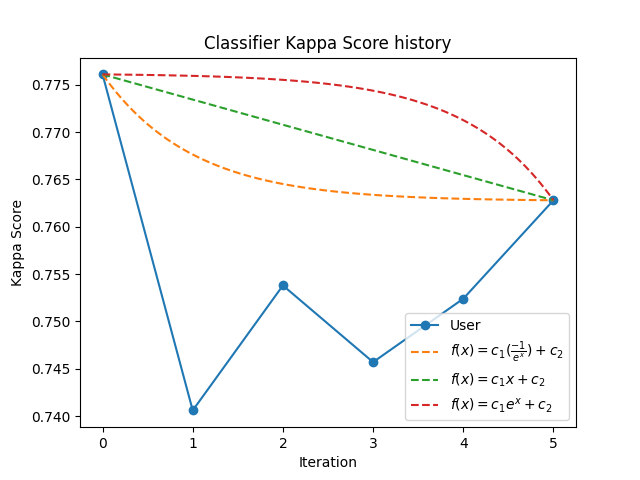 Classifier Kappa Score history
Kappa Score
0.775
0.770
0.765
0.760
0.755
0.750
0.745
0.740
User
f(x) = c₁(−1/eˣ) + c₂
f(x) = c₁x + c₂
f(x) = c₁eˣ + c₂
0 1 2 3 4 5
Iteration